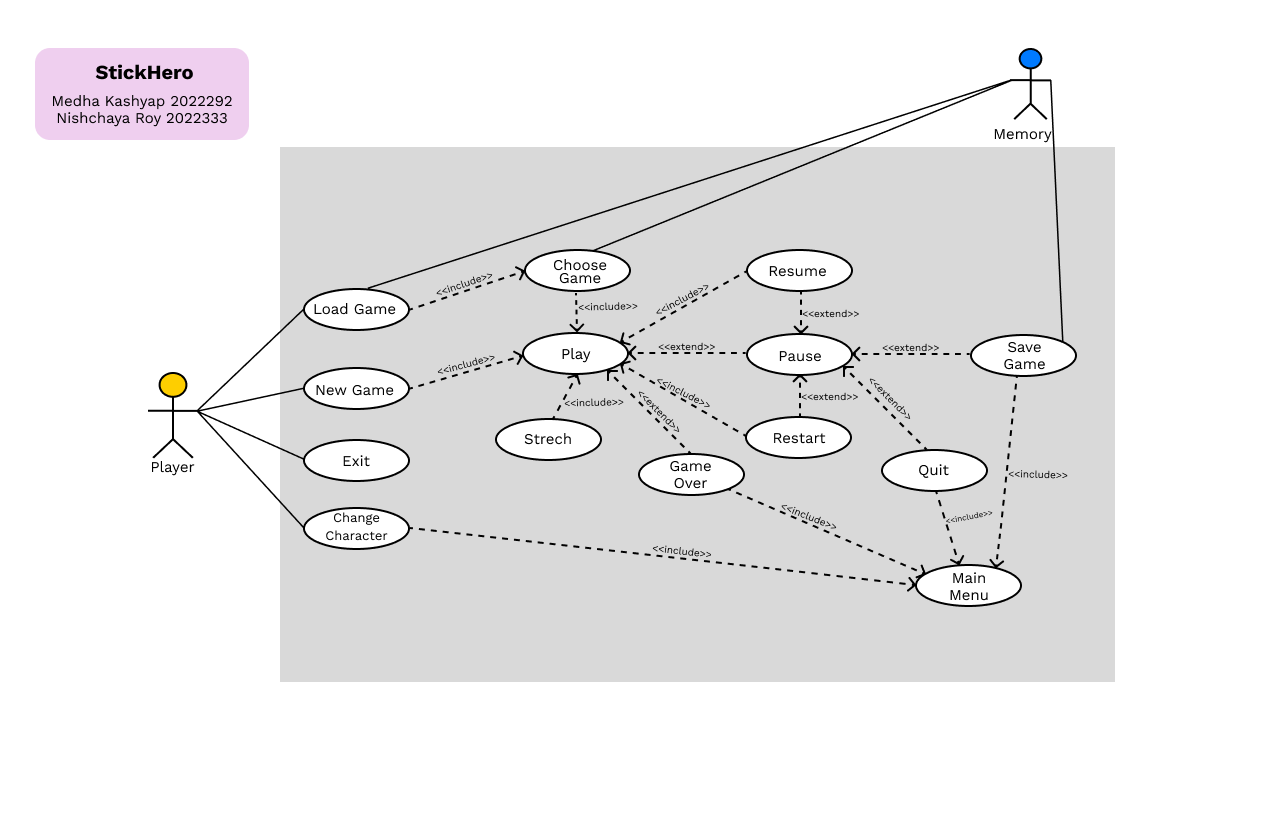 StickHero
Medha Kashyap 2022292
Nishchaya Roy 2022333
Memory
Player
Choose
Game
Resume
<<include>>
<<include>>
Load Game
<<include>>
<<extend>>
Play
<<extend>>
Pause
<<extend>>
Save
Game
<<include>>
New Game
<<include>>
<<extend>>
<<include>>
<<extend>>
<<extend>>
Strech
Restart
Exit
Game
Over
Quit
<<include>>
Change
Character
<<include>>
<<include>>
<<include>>
Main
Menu